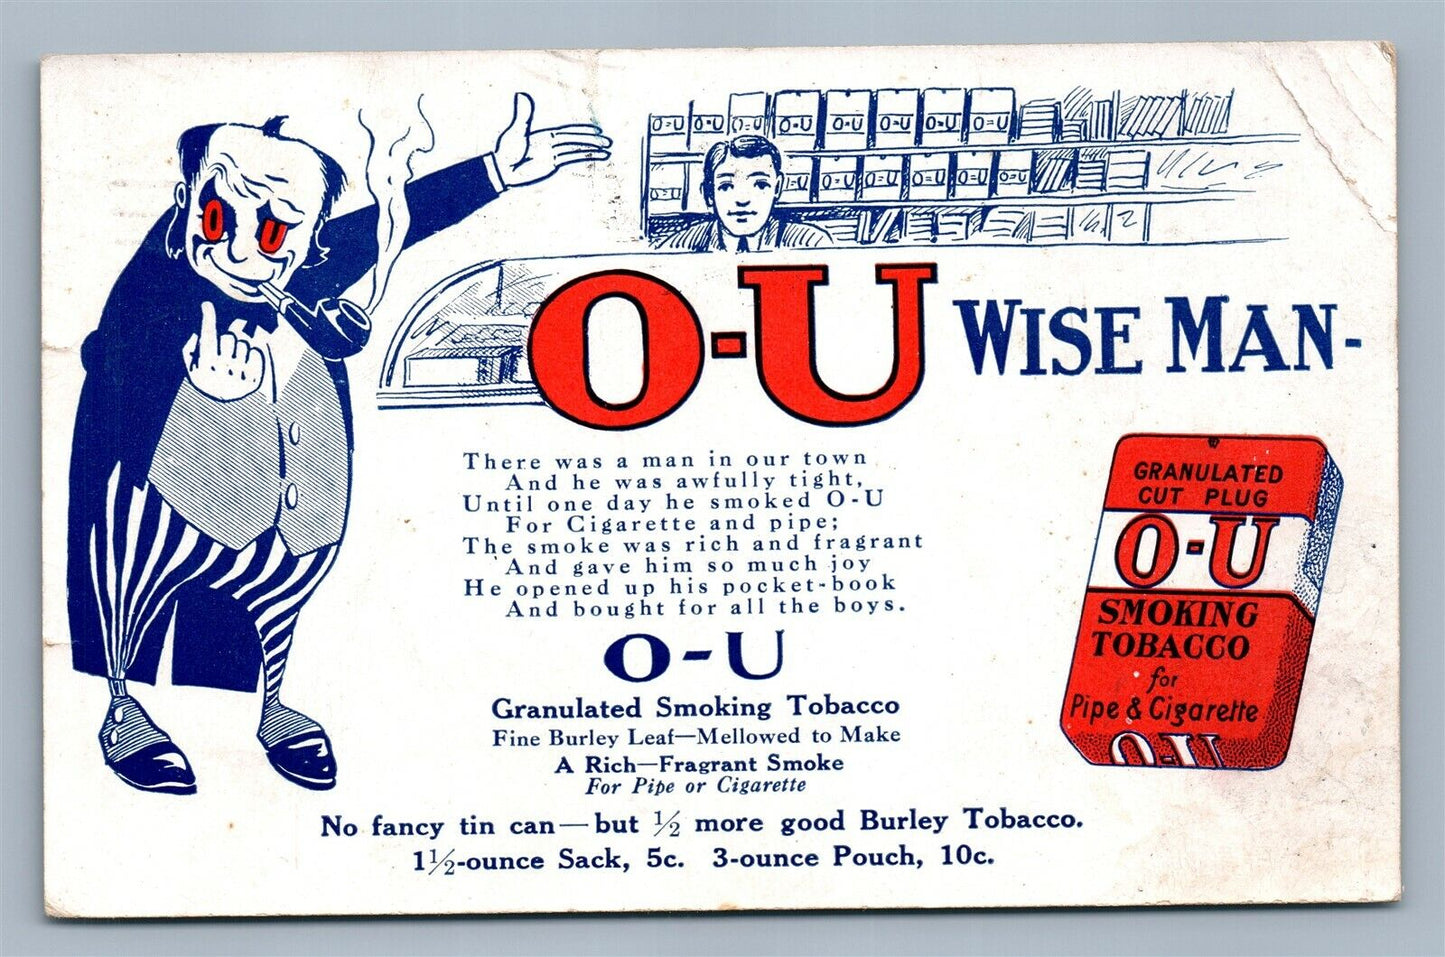 O-U O-U O-U O-U O-U O-U O-U O-U
O-U O-U O-U O-U O-U O-U O-U
O U
O-U WISE MAN-
There was a man in our town
And he was awfully tight,
Until one day he smoked O-U
For Cigarette and pipe;
The smoke was rich and fragrant
And gave him so much joy
He opened up his pocket-book
And bought for all the boys.
O-U
Granulated Smoking Tobacco
Fine Burley Leaf—Mellowed to Make
A Rich—Fragrant Smoke
For Pipe or Cigarette
No fancy tin can—but ½ more good Burley Tobacco.
1½-ounce Sack, 5c. 3-ounce Pouch, 10c.
GRANULATED
CUT PLUG
O-U
SMOKING
TOBACCO
for
Pipe & Cigarette
O-U